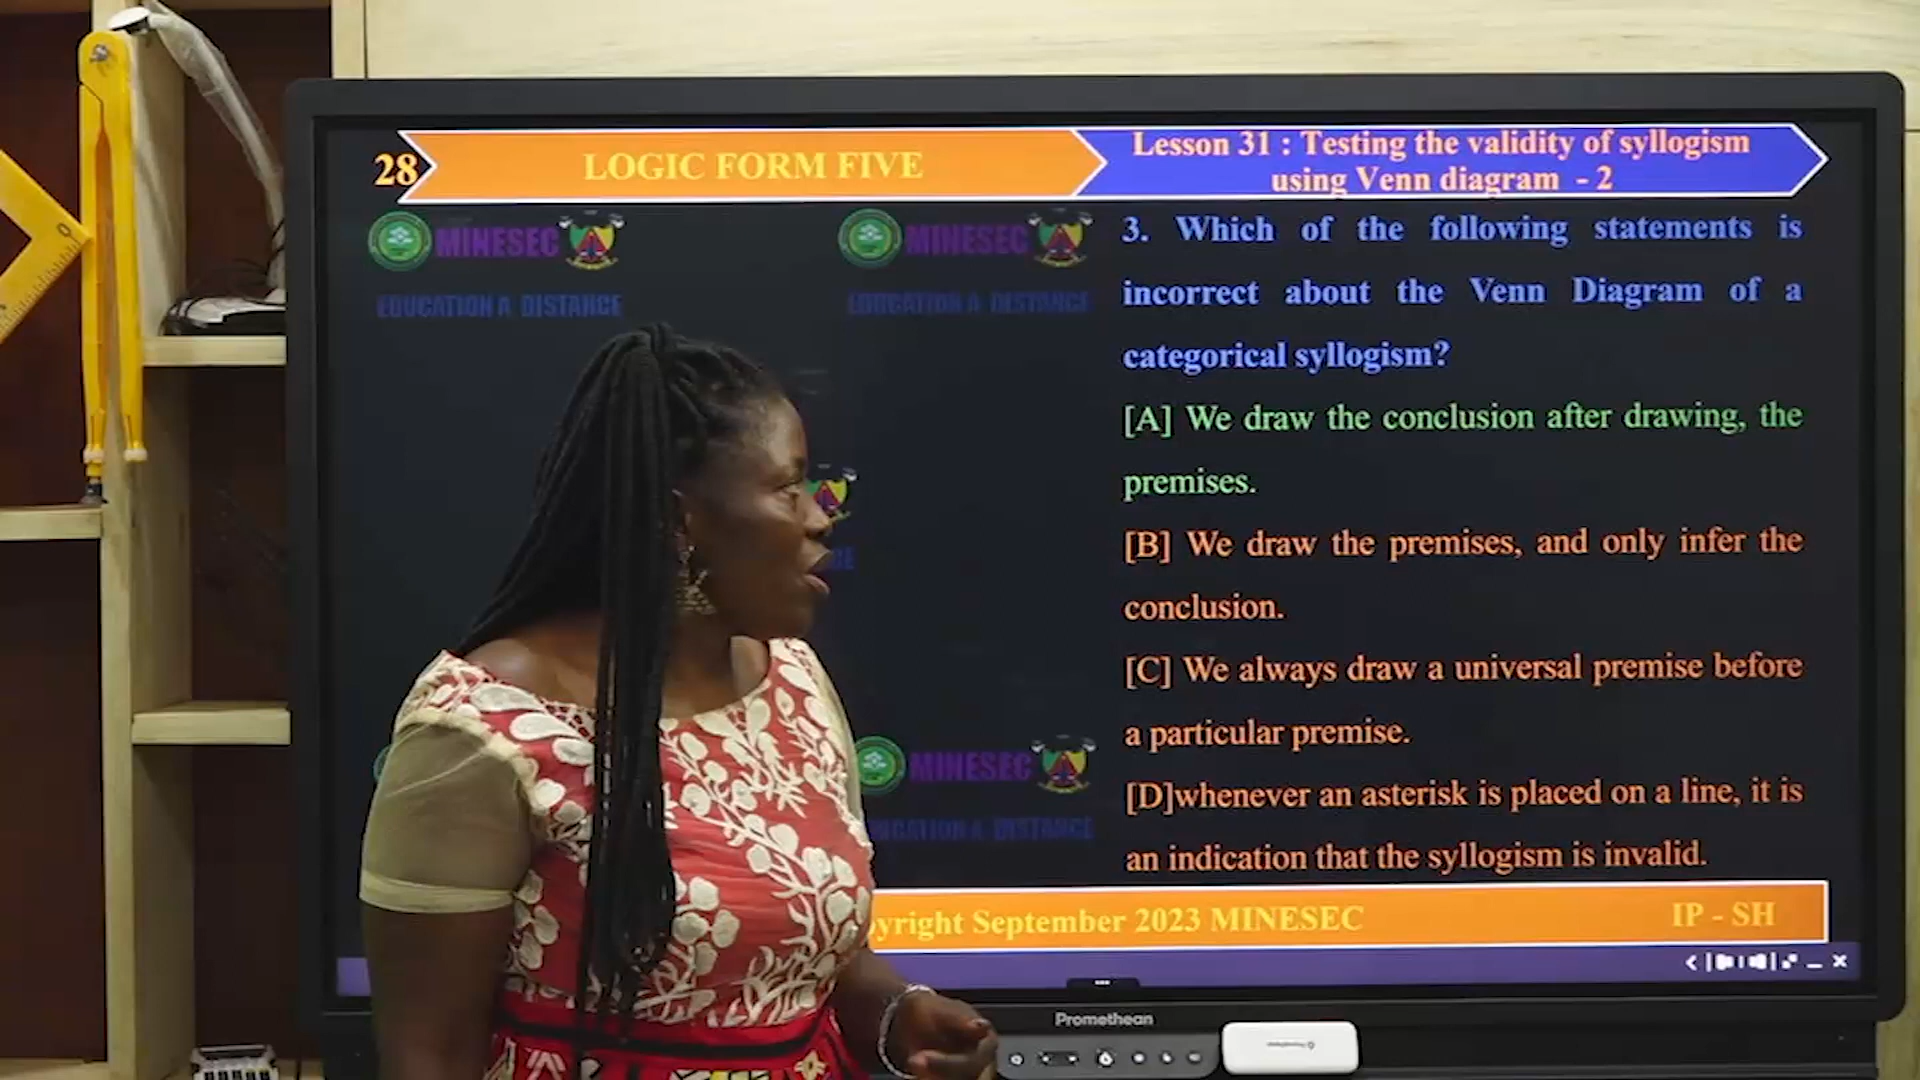 28
LOGIC FORM FIVE
Lesson 31 : Testing the validity of syllogism
using Venn diagram - 2
MINESEC
EDUCATION A DISTANCE
MINESEC
EDUCATION A DISTANCE
3. Which of the following statements is
incorrect about the Venn Diagram of a
categorical syllogism?
[A] We draw the conclusion after drawing, the
premises.
[B] We draw the premises, and only infer the
conclusion.
[C] We always draw a universal premise before
a particular premise.
[D]whenever an asterisk is placed on a line, it is
an indication that the syllogism is invalid.
MINESEC
DISTANCE
yright September 2023 MINESEC
IP - SH
Promethean
0